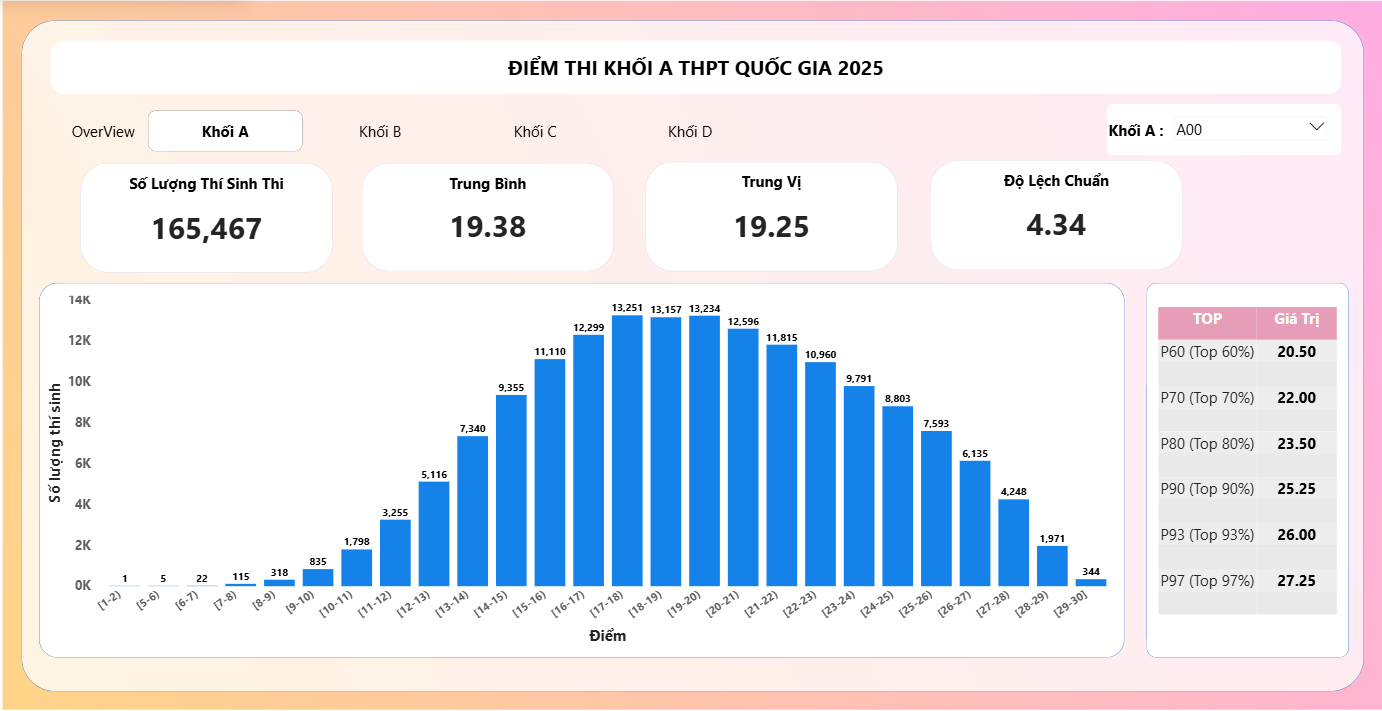 ĐIỂM THI KHỐI A THPT QUỐC GIA 2025
OverView
Khối A
Khối B
Khối C
Khối D
Khối A :
A00
Số Lượng Thí Sinh Thi
165,467
Trung Bình
19.38
Trung Vị
19.25
Độ Lệch Chuẩn
4.34
Số lượng thí sinh
14K
12K
10K
8K
6K
4K
2K
0K
1
5
22
115
318
835
1,798
3,255
5,116
7,340
9,355
11,110
12,299
13,251
13,157
13,234
12,596
11,815
10,960
9,791
8,803
7,593
6,135
4,248
1,971
344
[1-2)
[5-6)
[6-7)
[7-8)
[8-9)
[9-10)
[10-11)
[11-12)
[12-13)
[13-14)
[14-15)
[15-16)
[16-17)
[17-18)
[18-19)
[19-20)
[20-21)
[21-22)
[22-23)
[23-24)
[24-25)
[25-26)
[26-27)
[27-28)
[28-29)
[29-30]
Điểm
TOP Giá Trị
P60 (Top 60%) 20.50
P70 (Top 70%) 22.00
P80 (Top 80%) 23.50
P90 (Top 90%) 25.25
P93 (Top 93%) 26.00
P97 (Top 97%) 27.25